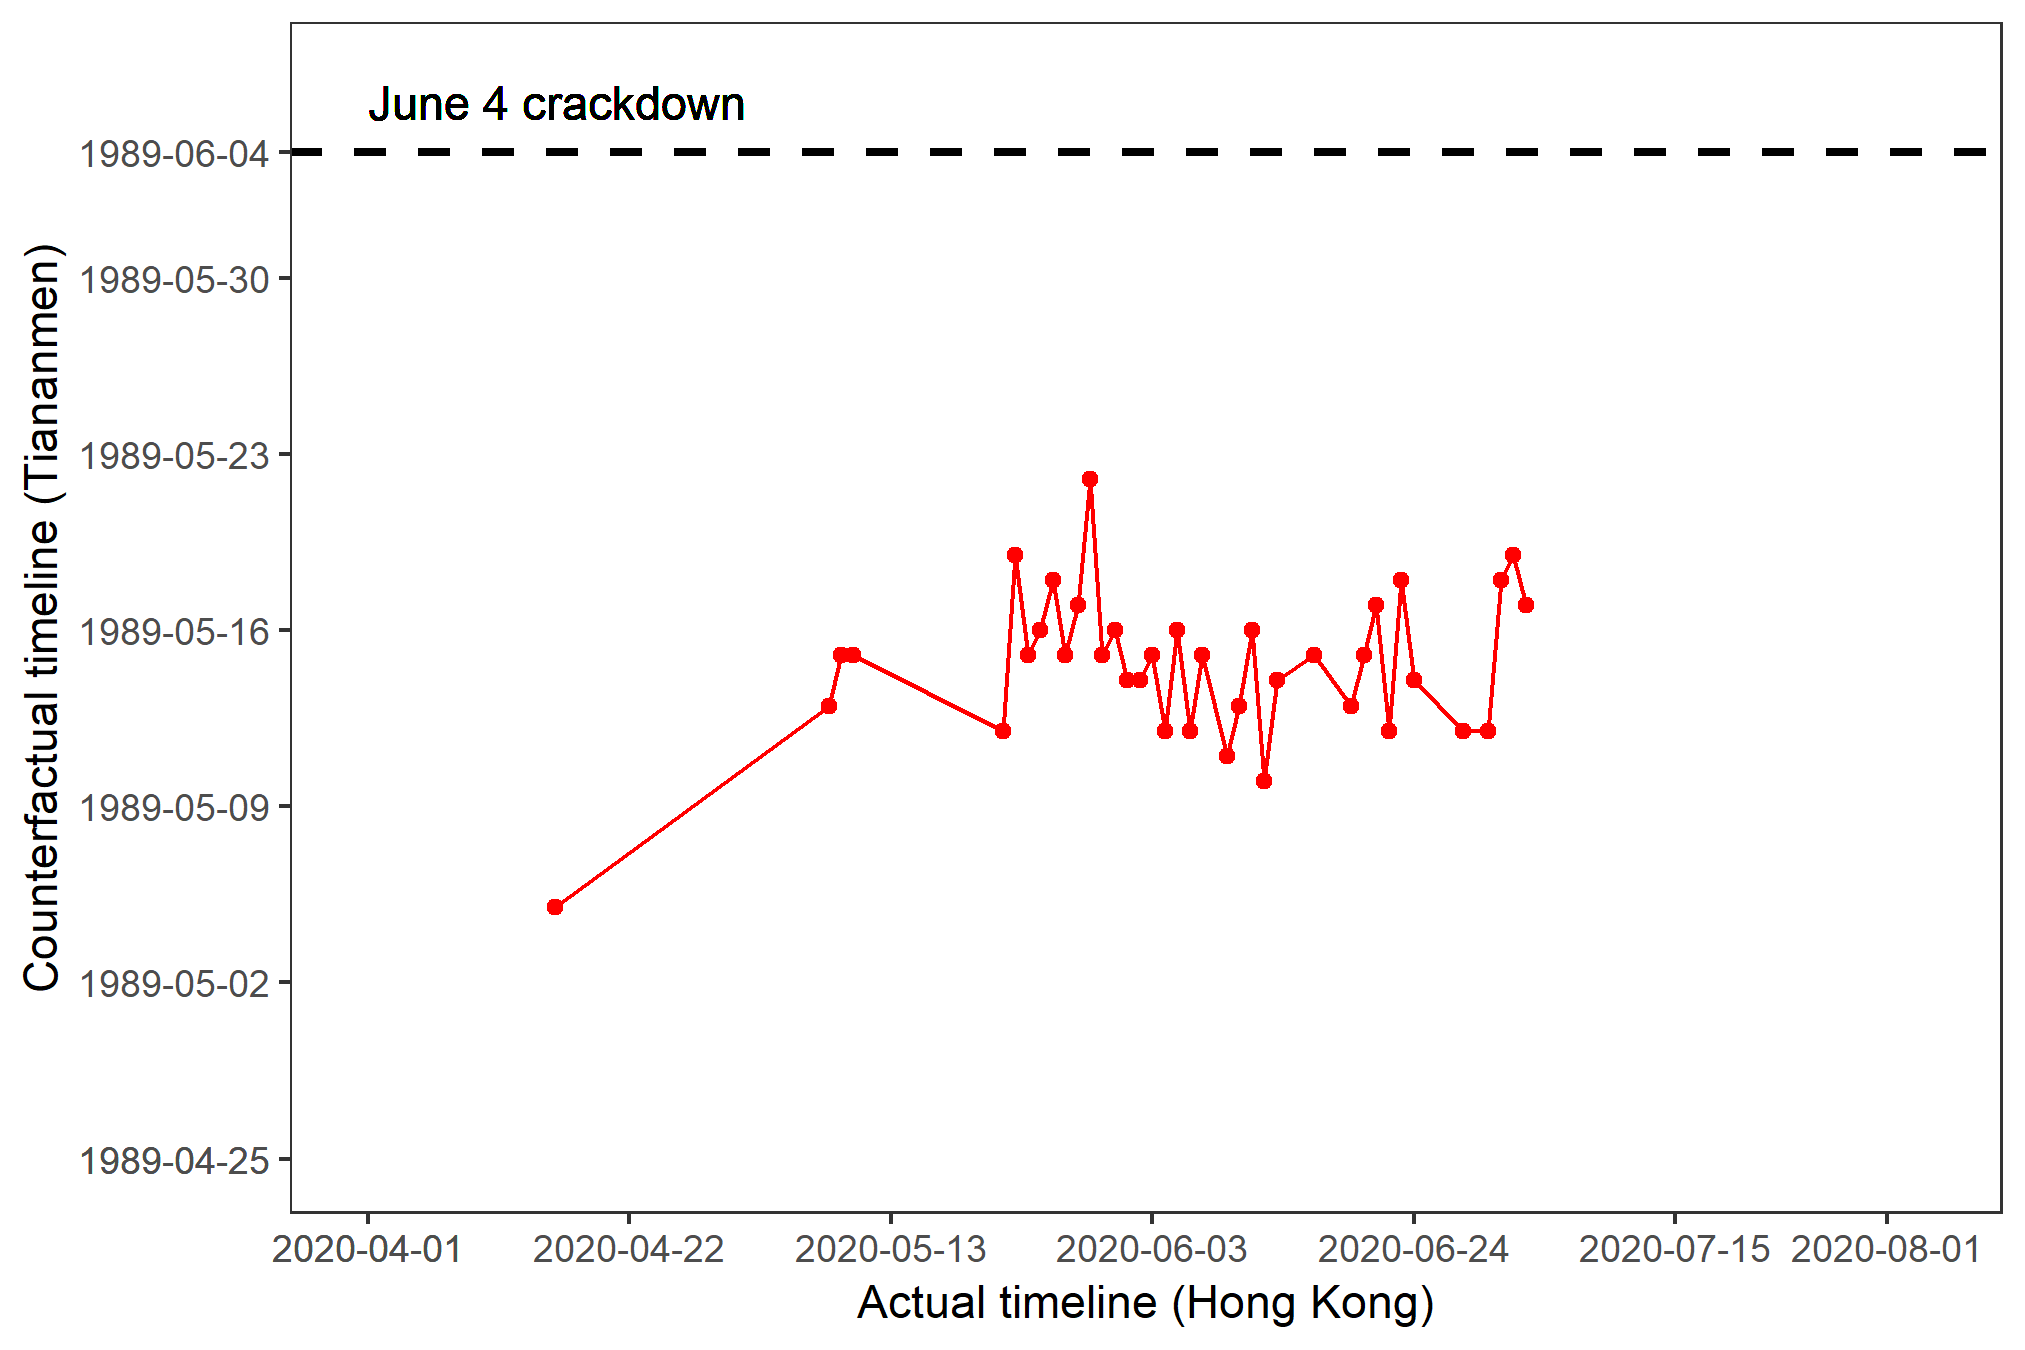 June 4 crackdown
1989-06-04
1989-05-30
1989-05-23
1989-05-16
1989-05-09
1989-05-02
1989-04-25
Counterfactual timeline (Tiananmen)
2020-04-01 2020-04-22 2020-05-13 2020-06-03 2020-06-24 2020-07-15 2020-08-01
Actual timeline (Hong Kong)